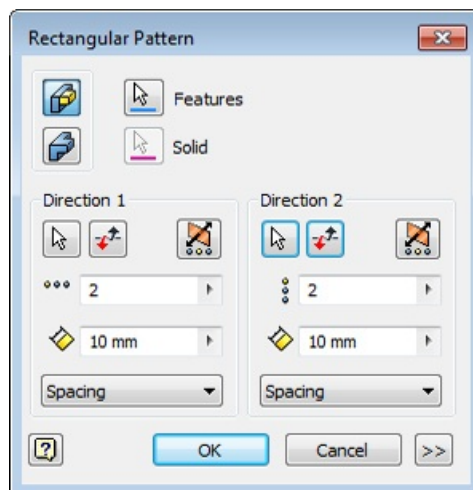 Rectangular Pattern
Features
Solid
Direction 1
Direction 2
2
2
10 mm
10 mm
Spacing
Spacing
?
OK
Cancel
>>